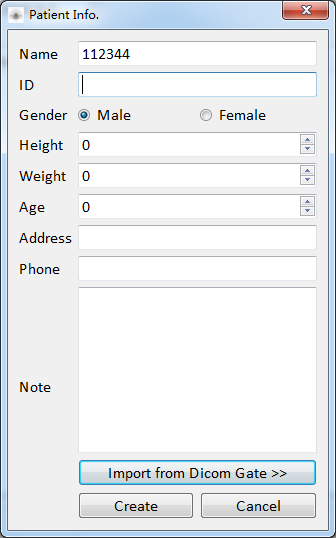 Patient Info.
Name 112344
ID
Gender Male Female
Height 0
Weight 0
Age 0
Address
Phone
Note
Import from Dicom Gate >>
Create Cancel